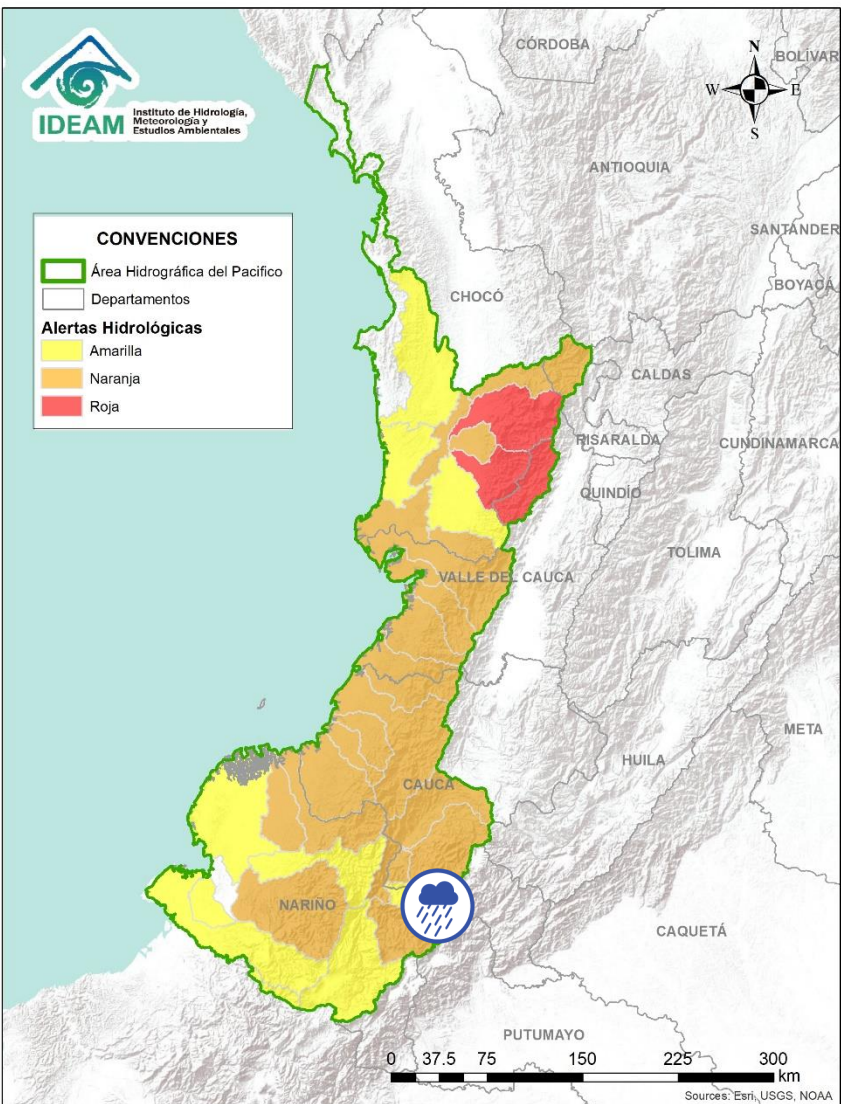 IDEAM
Instituto de Hidrología,
Meteorología y
Estudios Ambientales
N
W
E
S
CÓRDOBA
BOLÍVAR
ANTIOQUIA
SANTANDER
BOYACÁ
CONVENCIONES
Área Hidrográfica del Pacifico
Departamentos
Alertas Hidrológicas
Amarilla
Naranja
Roja
CHOCÓ
CALDAS
RISARALDA
CUNDINAMARCA
QUINDÍO
TOLIMA
VALLE DEL CAUCA
META
HUILA
CAUCA
NARIÑO
CAQUETÁ
PUTUMAYO
0 37.5 75 150 225 300
km
Sources: Esri, USGS, NOAA